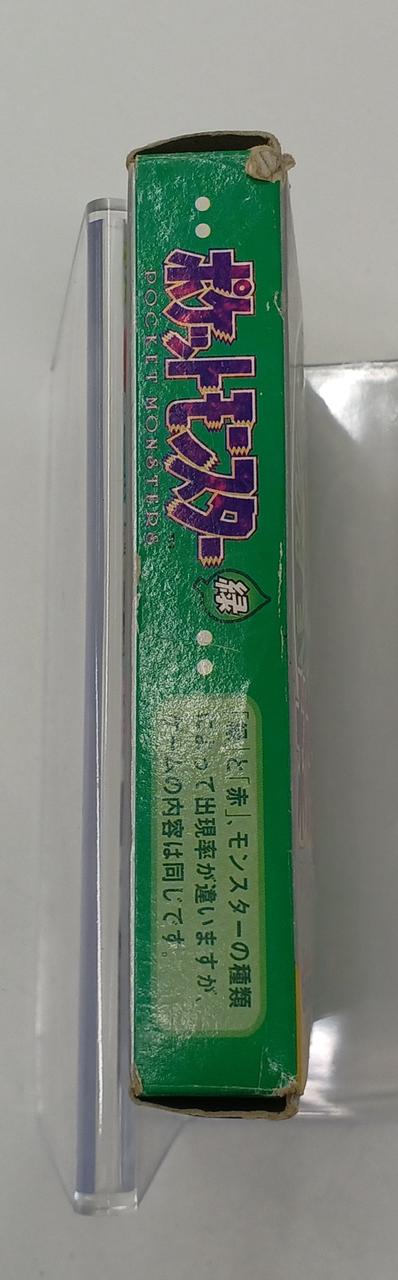 ポケットモンスター
POCKET MONSTERS
緑
「緑」と「赤」、モンスターの種類
によって出現率が違いますが、
ゲームの内容は同じです。